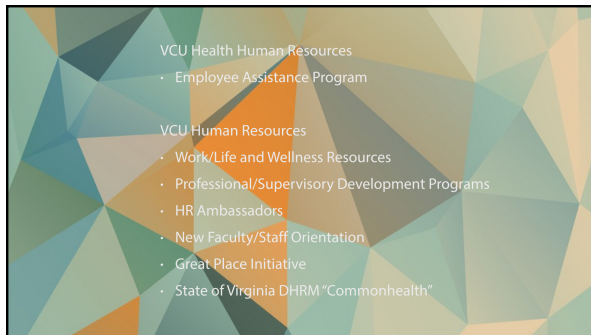 VCU Health Human Resources
• Employee Assistance Program
VCU Human Resources
• Work/Life and Wellness Resources
• Professional/Supervisory Development Programs
• HR Ambassadors
• New Faculty/Staff Orientation
• Great Place Initiative
• State of Virginia DHRM “Commonhealth”